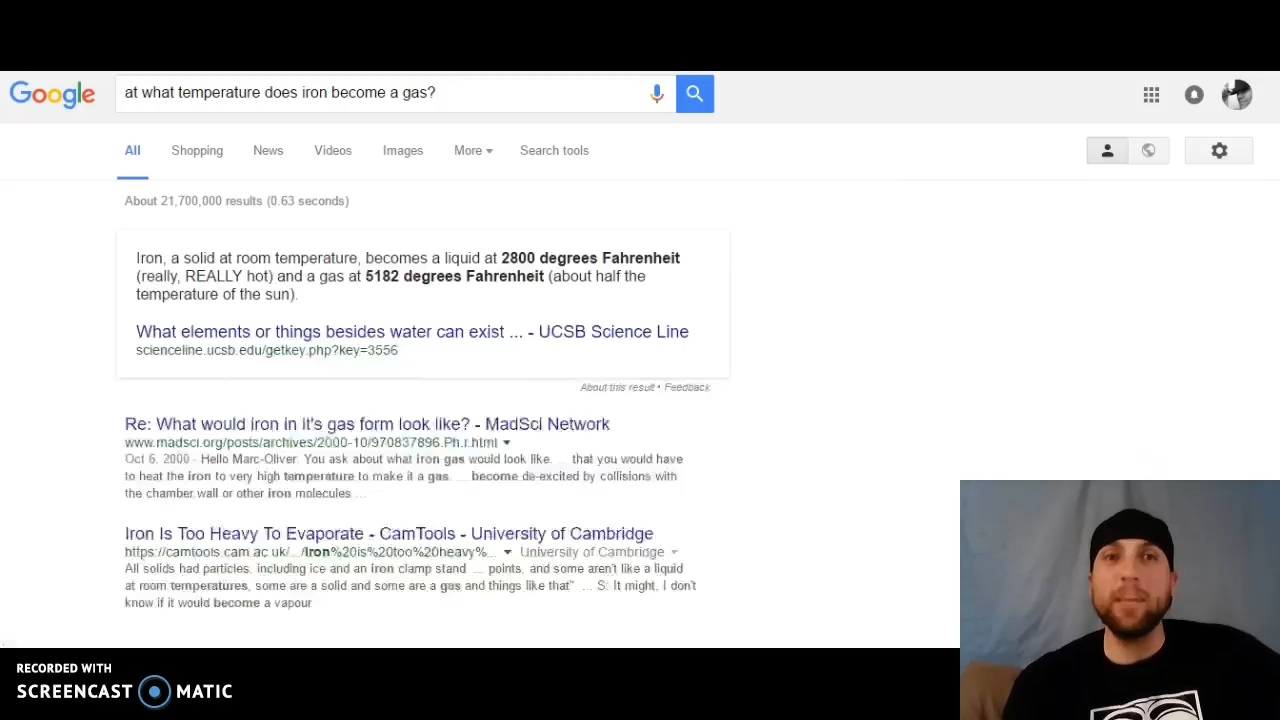 Google
at what temperature does iron become a gas?
All Shopping News Videos Images More Search tools
About 21,700,000 results (0.63 seconds)
Iron, a solid at room temperature, becomes a liquid at 2800 degrees Fahrenheit
(really, REALLY hot) and a gas at 5182 degrees Fahrenheit (about half the
temperature of the sun).
What elements or things besides water can exist ... - UCSB Science Line
scienceline.ucsb.edu/getkey.php?key=3556
About this result • Feedback
Re: What would iron in it's gas form look like? - MadSci Network
www.madsci.org/posts/archives/2000-10/970837896.Ph.r.html
Oct 6, 2000 - Hello Marc-Oliver. You ask about what iron gas would look like. ... that you would have
to heat the iron to very high temperature to make it a gas. ... become de-excited by collisions with
the chamber wall or other iron molecules ...
Iron Is Too Heavy To Evaporate - CamTools - University of Cambridge
https://camtools.cam.ac.uk/.../Iron%20is%20too%20heavy%... University of Cambridge
All solids had particles, including ice and an iron clamp stand ... points, and some aren't like a liquid
at room temperatures, some are a solid and some are a gas and things like that" ... S: It might, I don't
know if it would become a vapour
RECORDED WITH
SCREENCAST MATIC